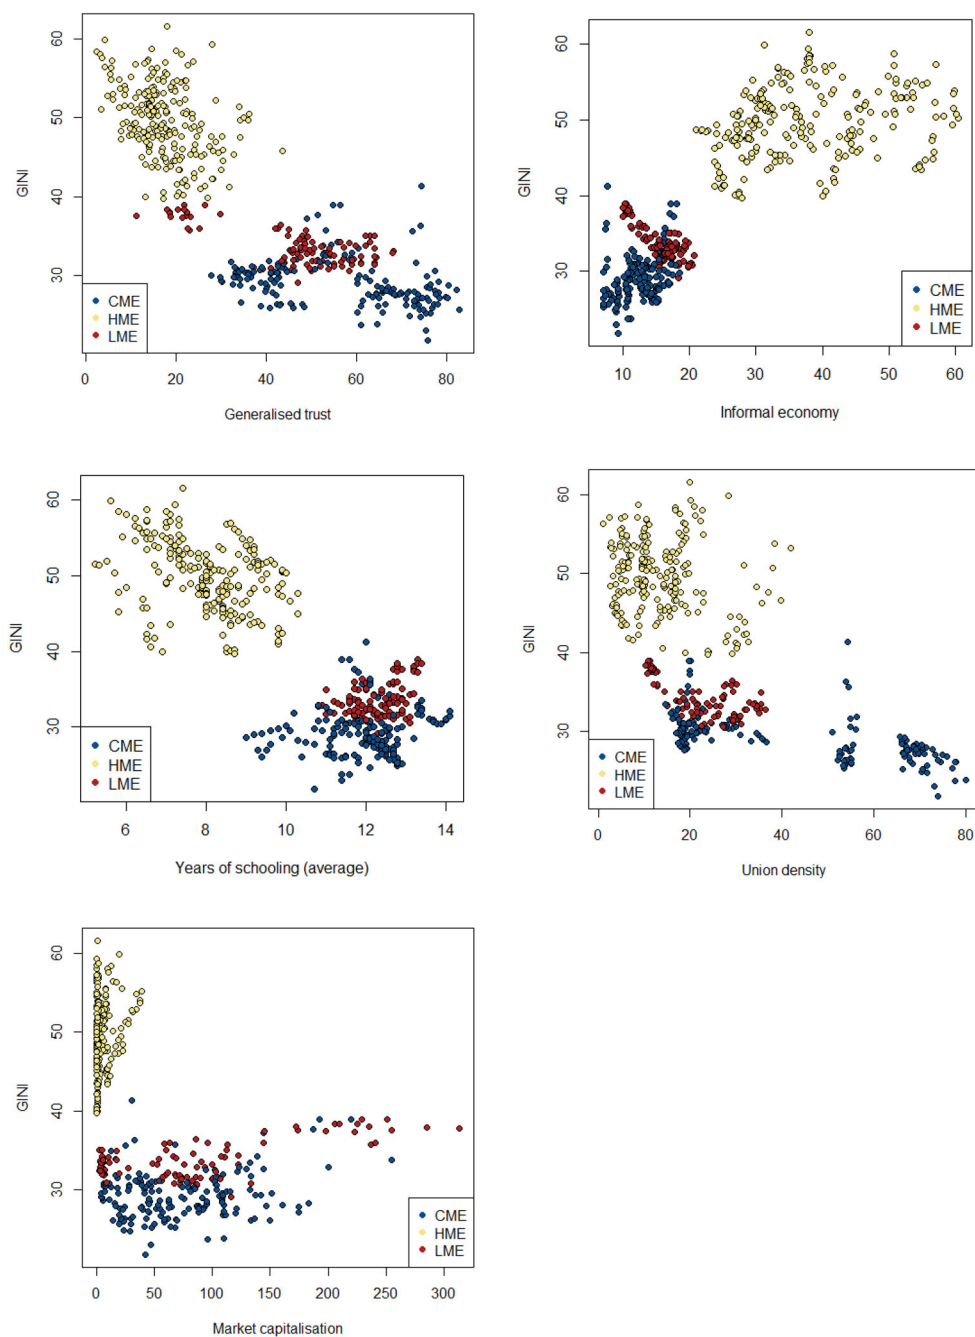 60
50
40
30
GINI
CME
HME
LME
0 20 40 60 80
Generalised trust
60
50
40
30
GINI
CME
HME
LME
10 20 30 40 50 60
Informal economy
60
50
40
30
GINI
CME
HME
LME
6 8 10 12 14
Years of schooling (average)
60
50
40
30
GINI
CME
HME
LME
0 20 40 60 80
Union density
60
50
40
30
GINI
CME
HME
LME
0 50 100 150 200 250 300
Market capitalisation